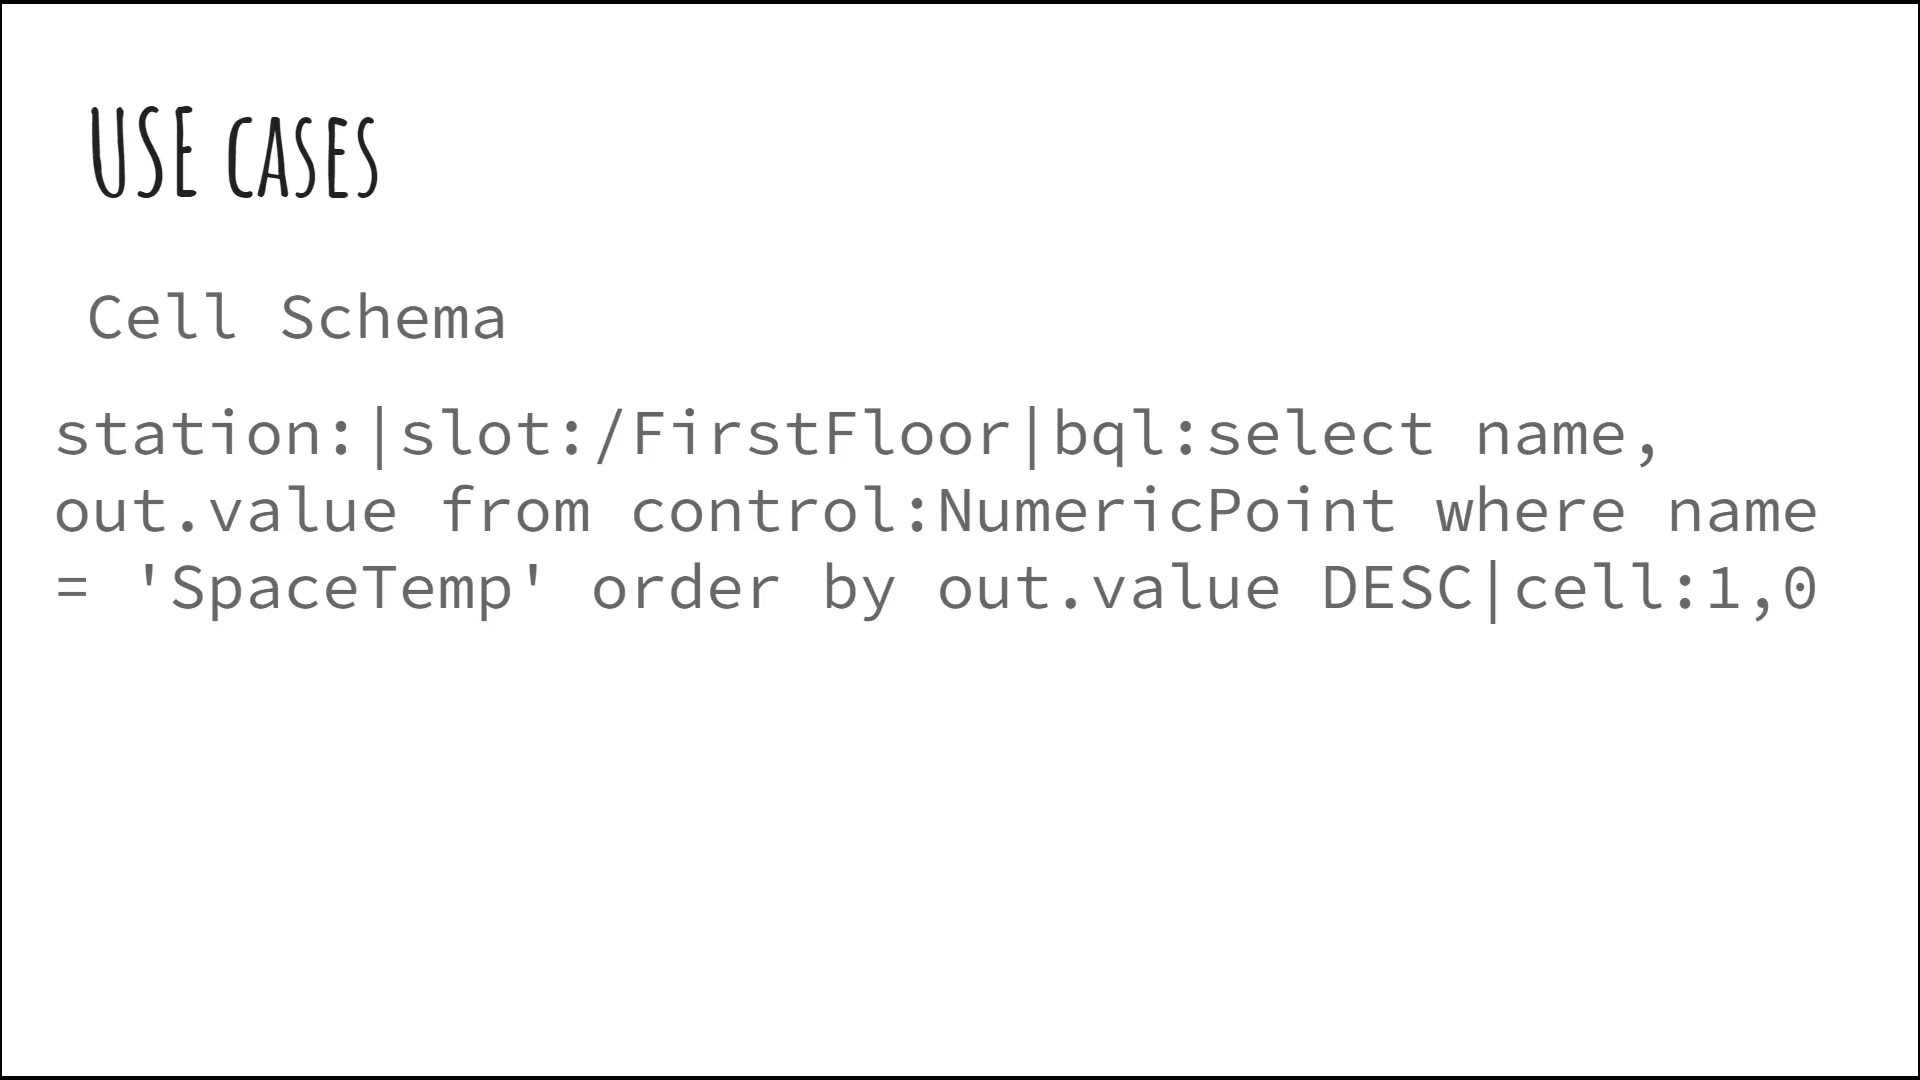 USE CASES
Cell Schema
station:|slot:/FirstFloor|bql:select name,
out.value from control:NumericPoint where name
= 'SpaceTemp' order by out.value DESC|cell:1,0